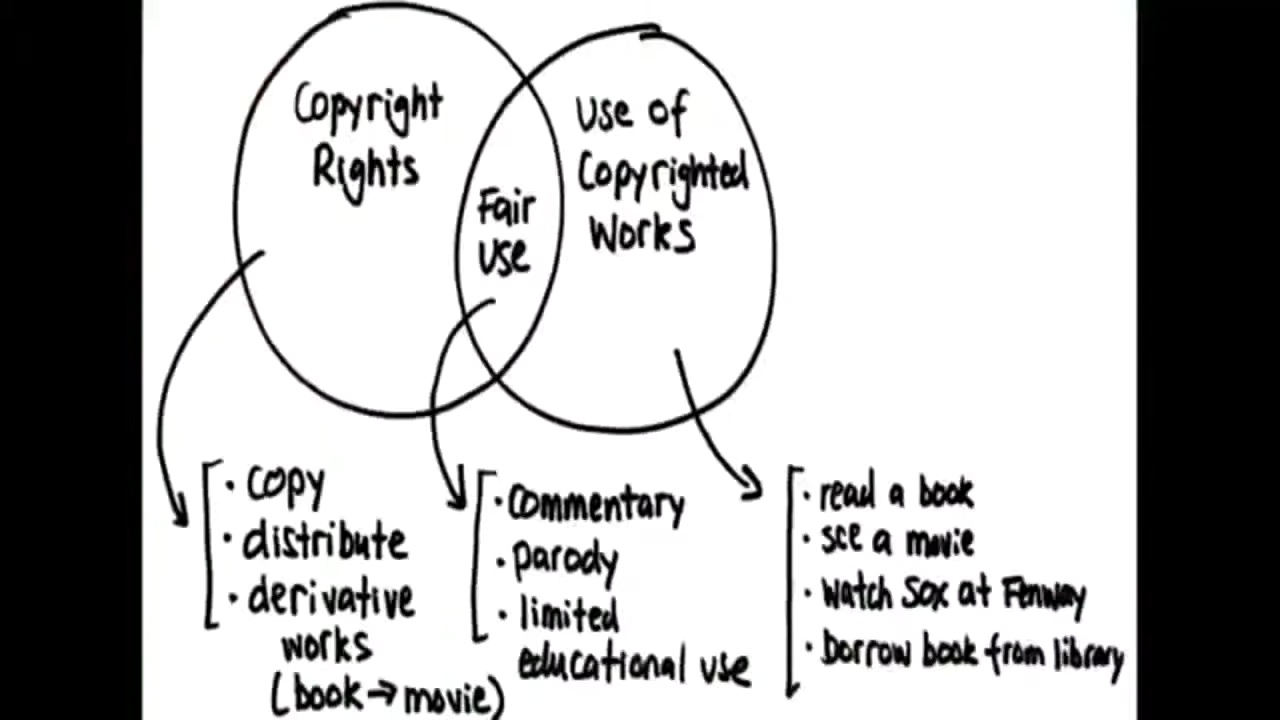 Copyright
Rights
Fair
Use
Use of
Copyrighted
Works
· copy
· distribute
· derivative
works
(book → movie)
· commentary
· parody
· limited
educational use
· read a book
· see a movie
· watch Sox at Fenway
· borrow book from library